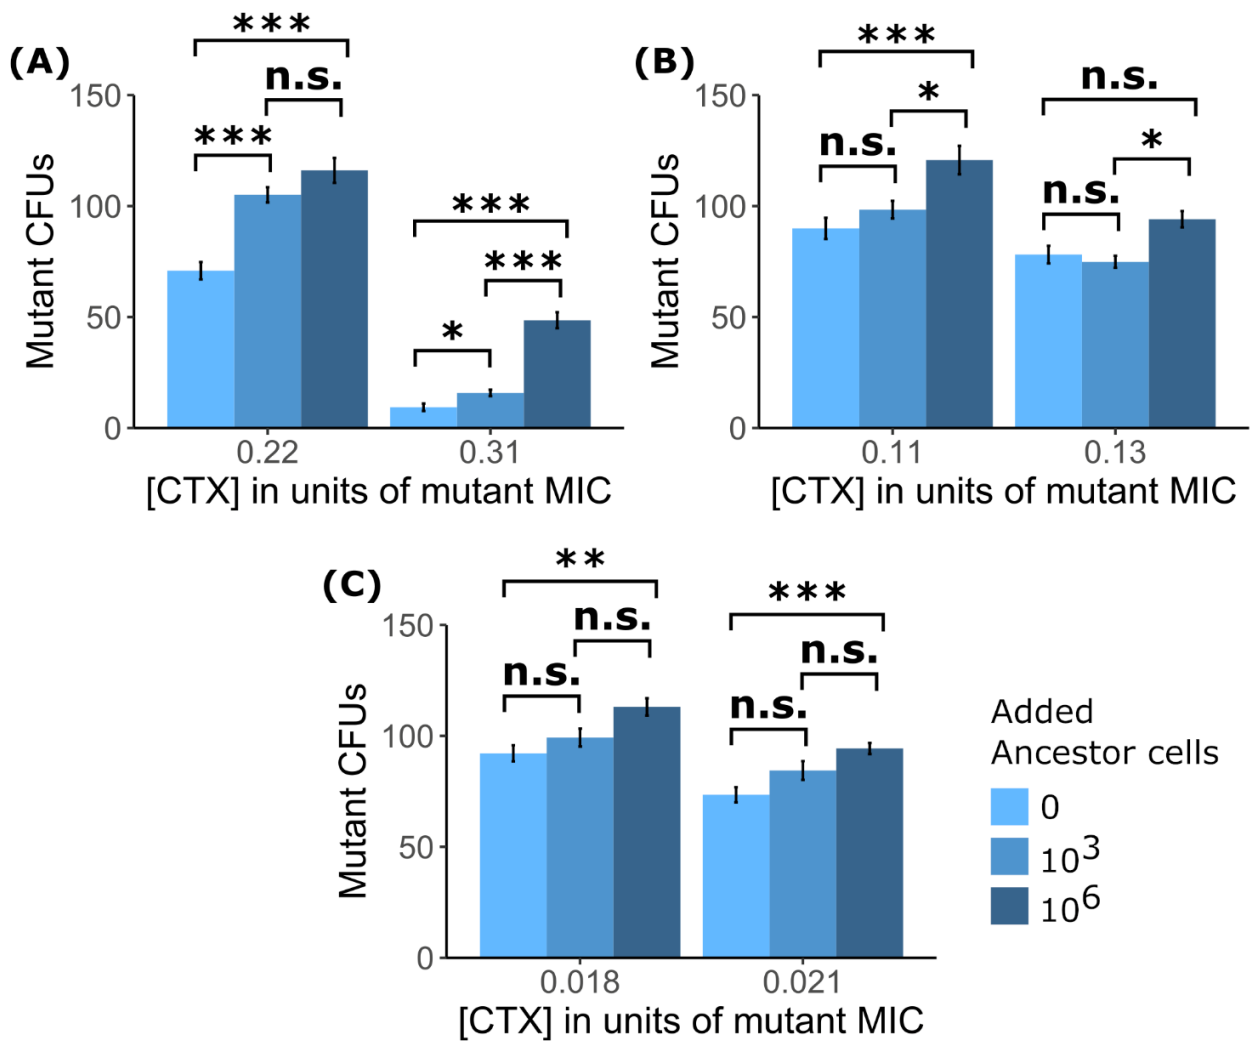 (A)
***
n.s.
***
***
***
*
150
100
50
0
Mutant CFUs
0.22 0.31
[CTX] in units of mutant MIC
(B)
***
*
n.s.
n.s.
*
n.s.
150
100
50
0
Mutant CFUs
0.11 0.13
[CTX] in units of mutant MIC
(C)
**
n.s.
n.s.
***
n.s.
n.s.
150
100
50
0
Mutant CFUs
0.018 0.021
[CTX] in units of mutant MIC
Added
Ancestor cells
0
10³
10⁶